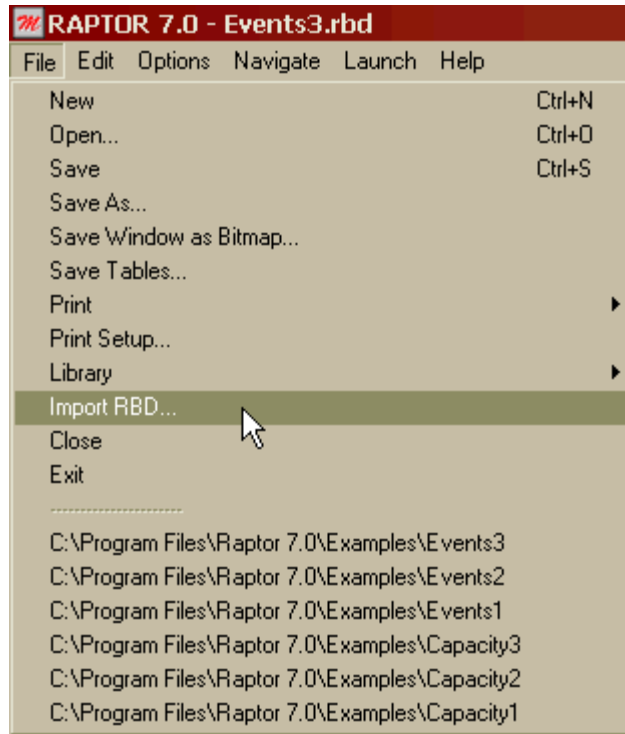 RAPTOR 7.0 - Events3.rbd
File Edit Options Navigate Launch Help
New Ctrl+N
Open... Ctrl+O
Save Ctrl+S
Save As...
Save Window as Bitmap...
Save Tables...
Print
Print Setup...
Library
Import RBD...
Close
Exit
C:\Program Files\Raptor 7.0\Examples\Events3
C:\Program Files\Raptor 7.0\Examples\Events2
C:\Program Files\Raptor 7.0\Examples\Events1
C:\Program Files\Raptor 7.0\Examples\Capacity3
C:\Program Files\Raptor 7.0\Examples\Capacity2
C:\Program Files\Raptor 7.0\Examples\Capacity1